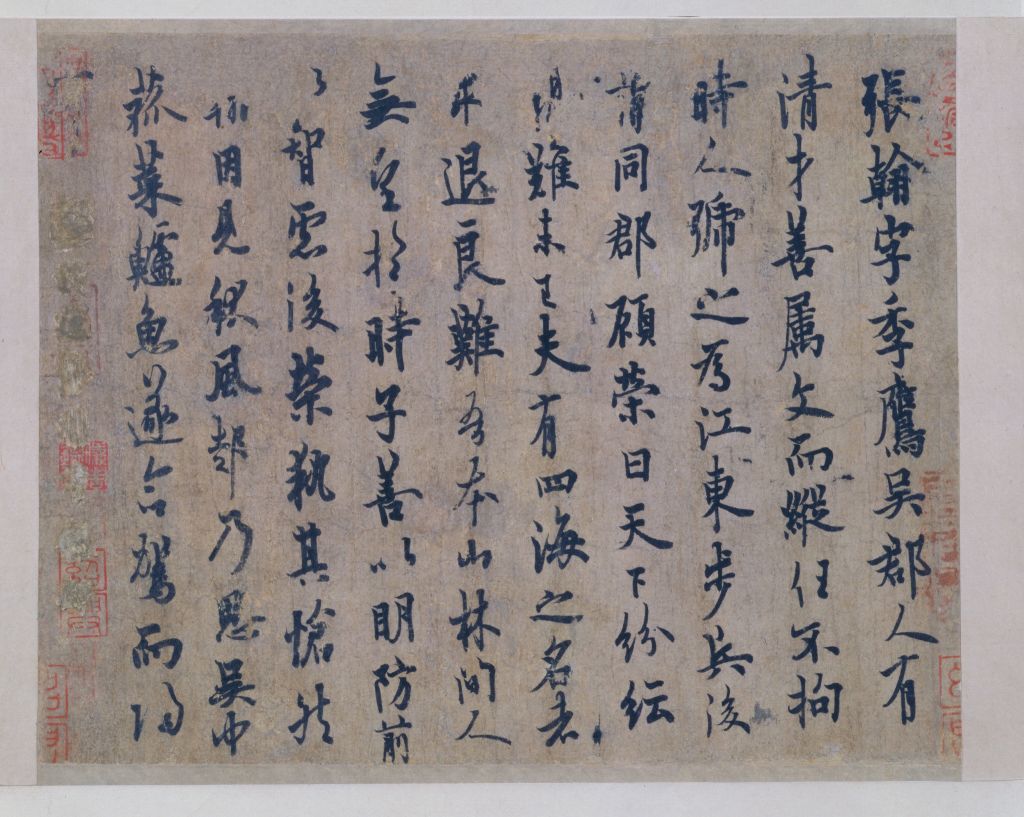 張翰字季鷹吳郡人有
清才善属文而縱任不拘
時人號之為江東步兵後
謂同郡顧榮曰天下紛紜
難未已夫有四海之名者
求退良難吾本山林間人
無望於時子善以明防前
以智慮後榮執其愴然
翰因見秋風起乃思吳中
菰菜鱸魚遂命駕而歸